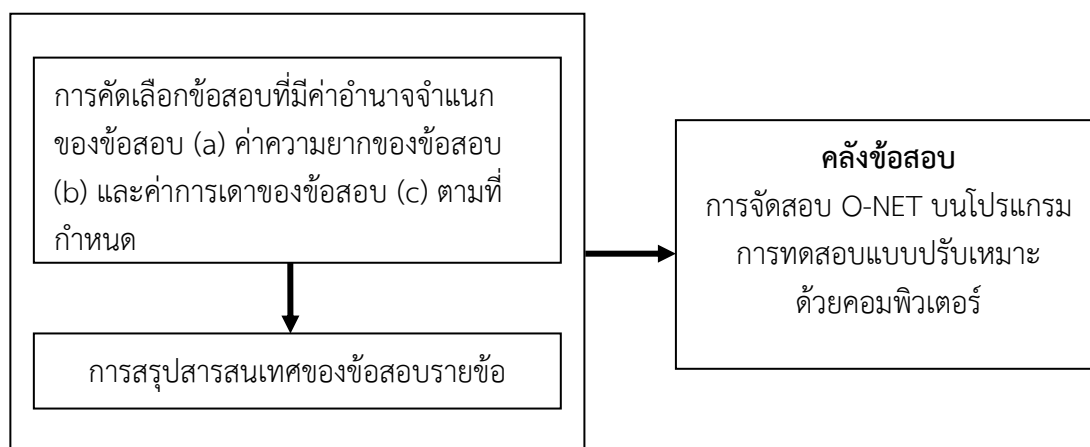 การคัดเลือกข้อสอบที่มีค่าอำนาจจำแนก
ของข้อสอบ (a) ค่าความยากของข้อสอบ
(b) และค่าการเดาของข้อสอบ (c) ตามที่
กำหนด
การสรุปสารสนเทศของข้อสอบรายข้อ
คลังข้อสอบ
การจัดสอบ O-NET บนโปรแกรม
การทดสอบแบบปรับเหมาะ
ด้วยคอมพิวเตอร์